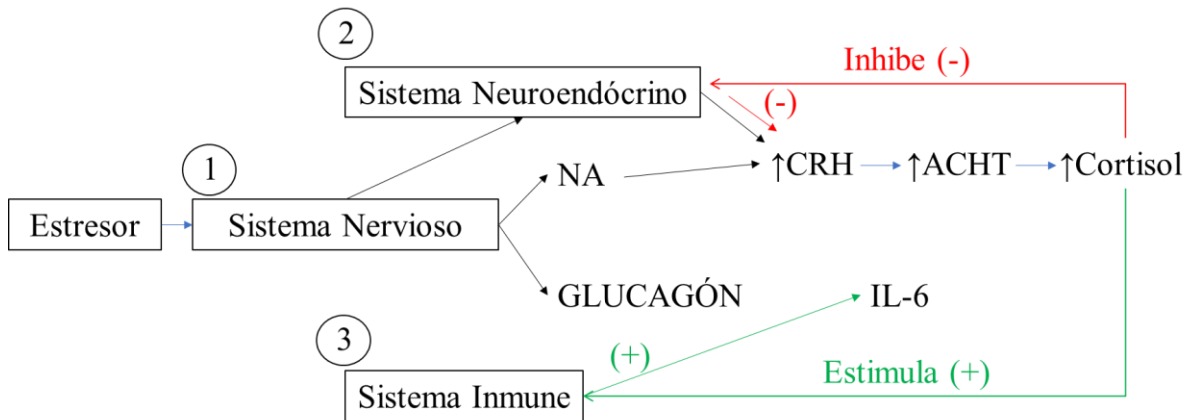 2
Inhibe (-)
Sistema Neuroendócrino
(-)
1
NA
↑CRH
↑ACHT
↑Cortisol
Estresor
Sistema Nervioso
GLUCAGÓN
IL-6
3
(+)
Sistema Inmune
Estimula (+)